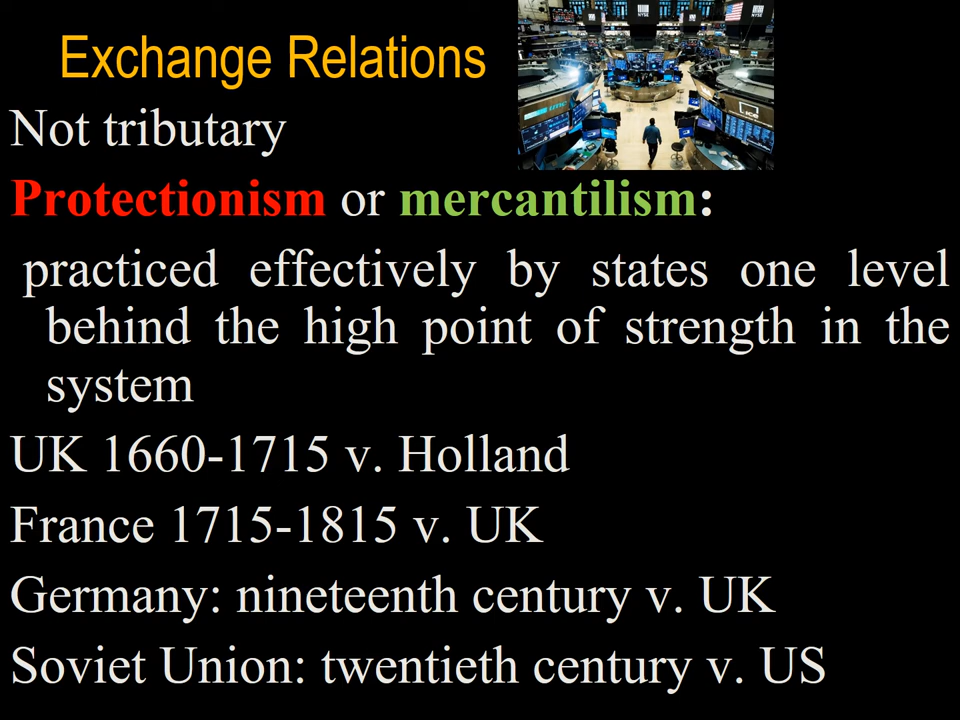 Exchange Relations
NYSE
Not tributary
Protectionism or mercantilism:
practiced effectively by states one level
behind the high point of strength in the
system
UK 1660-1715 v. Holland
France 1715-1815 v. UK
Germany: nineteenth century v. UK
Soviet Union: twentieth century v. US